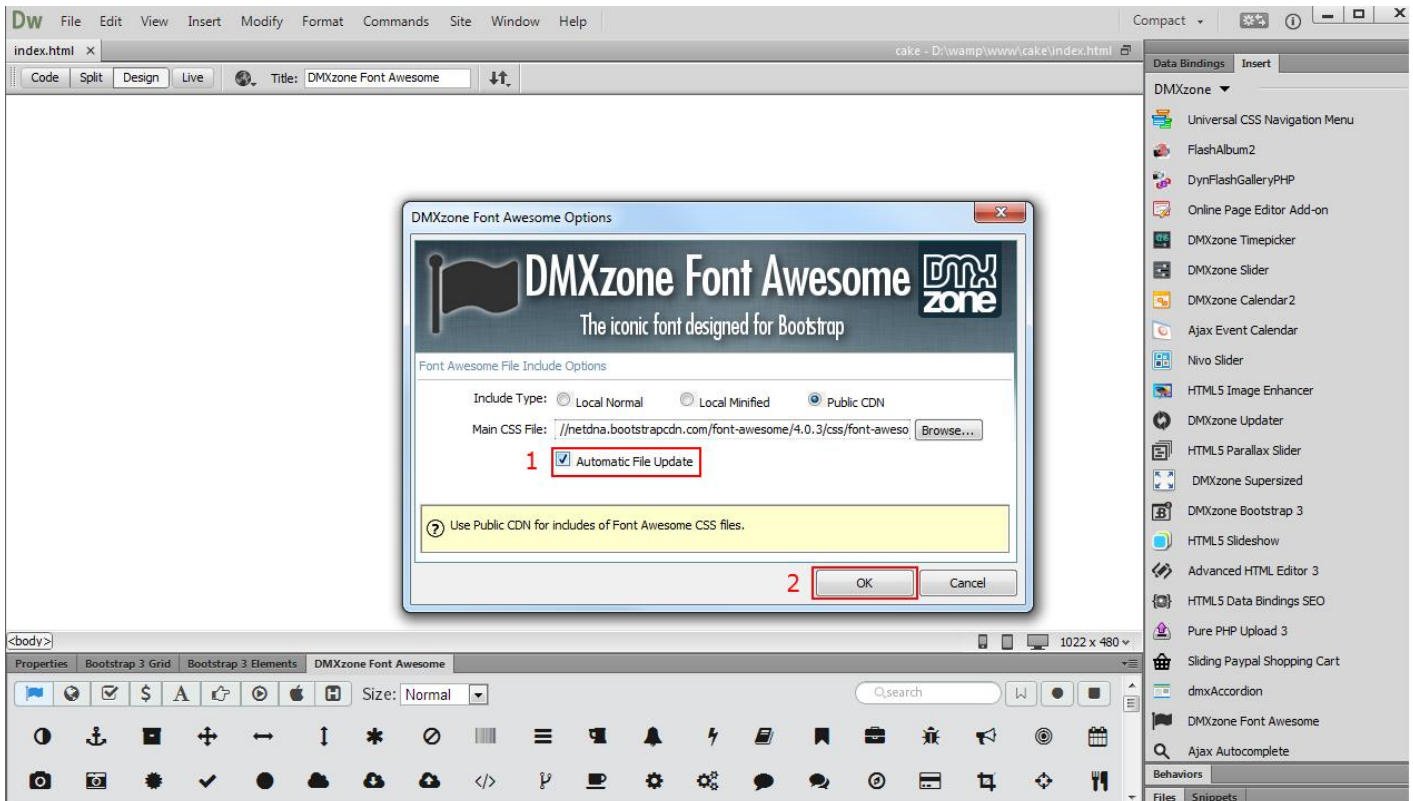 Dw File Edit View Insert Modify Format Commands Site Window Help Compact
index.html × cake - D:\wamp\www\cake\index.html
Code Split Design Live Title: DMXzone Font Awesome
Data Bindings Insert
DMXzone
Universal CSS Navigation Menu
FlashAlbum2
DynFlashGalleryPHP
Online Page Editor Add-on
DMXzone Timepicker
DMXzone Slider
DMXzone Calendar2
Ajax Event Calendar
Nivo Slider
HTML5 Image Enhancer
DMXzone Updater
HTML5 Parallax Slider
DMXzone Supersized
DMXzone Bootstrap 3
HTML5 Slideshow
Advanced HTML Editor 3
HTML5 Data Bindings SEO
Pure PHP Upload 3
Sliding Paypal Shopping Cart
dmxAccordion
DMXzone Font Awesome
Ajax Autocomplete
Behaviors
Files Snippets
DMXzone Font Awesome Options
DMXzone Font Awesome DMX zone
The iconic font designed for Bootstrap
Font Awesome File Include Options
Include Type: Local Normal Local Minified Public CDN
Main CSS File: //netdna.bootstrapcdn.com/font-awesome/4.0.3/css/font-aweso Browse...
1 Automatic File Update
? Use Public CDN for includes of Font Awesome CSS files.
2 OK Cancel
<body> 1022 x 480
Properties Bootstrap 3 Grid Bootstrap 3 Elements DMXzone Font Awesome
$ A H Size: Normal search
</>